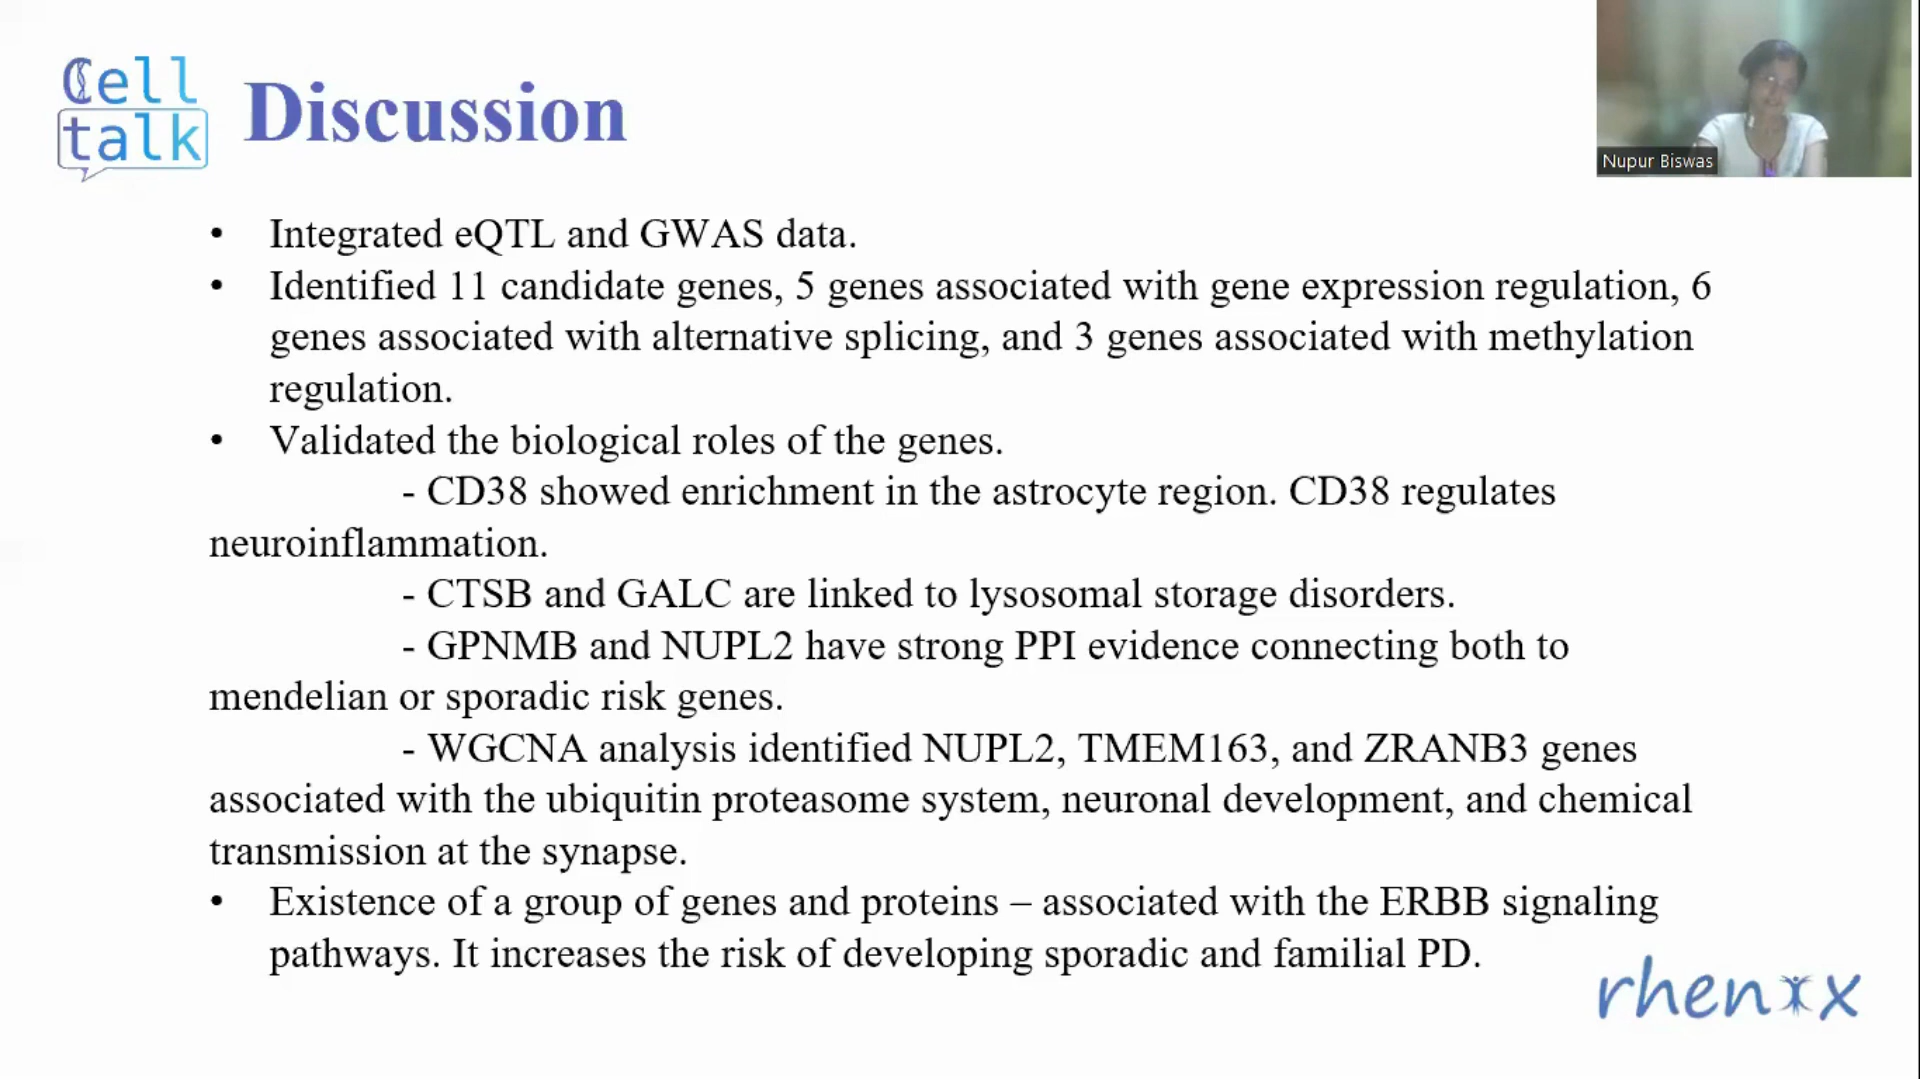 Cell
talk
Discussion
Nupur Biswas
• Integrated eQTL and GWAS data.
• Identified 11 candidate genes, 5 genes associated with gene expression regulation, 6
genes associated with alternative splicing, and 3 genes associated with methylation
regulation.
• Validated the biological roles of the genes.
- CD38 showed enrichment in the astrocyte region. CD38 regulates
neuroinflammation.
- CTSB and GALC are linked to lysosomal storage disorders.
- GPNMB and NUPL2 have strong PPI evidence connecting both to
mendelian or sporadic risk genes.
- WGCNA analysis identified NUPL2, TMEM163, and ZRANB3 genes
associated with the ubiquitin proteasome system, neuronal development, and chemical
transmission at the synapse.
• Existence of a group of genes and proteins – associated with the ERBB signaling
pathways. It increases the risk of developing sporadic and familial PD.
rhenix